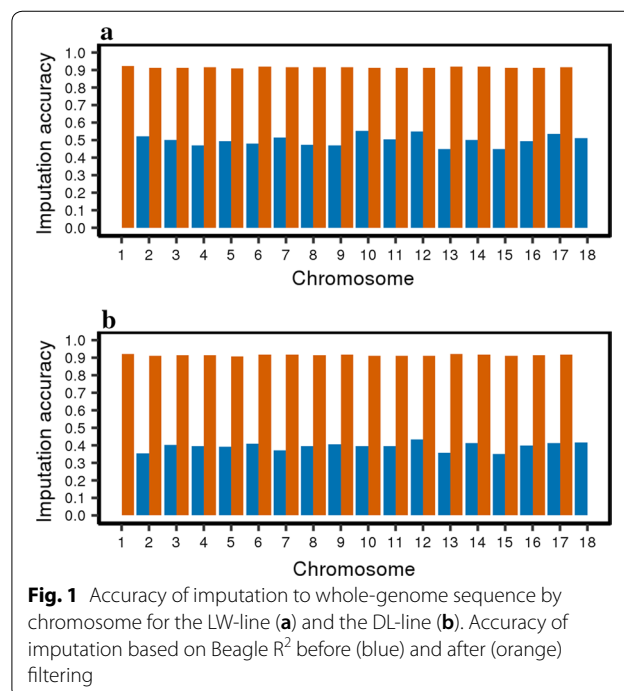 a
Imputation accuracy
1.0
0.9
0.8
0.7
0.6
0.5
0.4
0.3
0.2
0.1
0.0
1 2 3 4 5 6 7 8 9 10 11 12 13 14 15 16 17 18
Chromosome
b
Imputation accuracy
1.0
0.9
0.8
0.7
0.6
0.5
0.4
0.3
0.2
0.1
0.0
1 2 3 4 5 6 7 8 9 10 11 12 13 14 15 16 17 18
Chromosome
Fig. 1 Accuracy of imputation to whole-genome sequence by
chromosome for the LW-line (a) and the DL-line (b). Accuracy of
imputation based on Beagle R² before (blue) and after (orange)
filtering